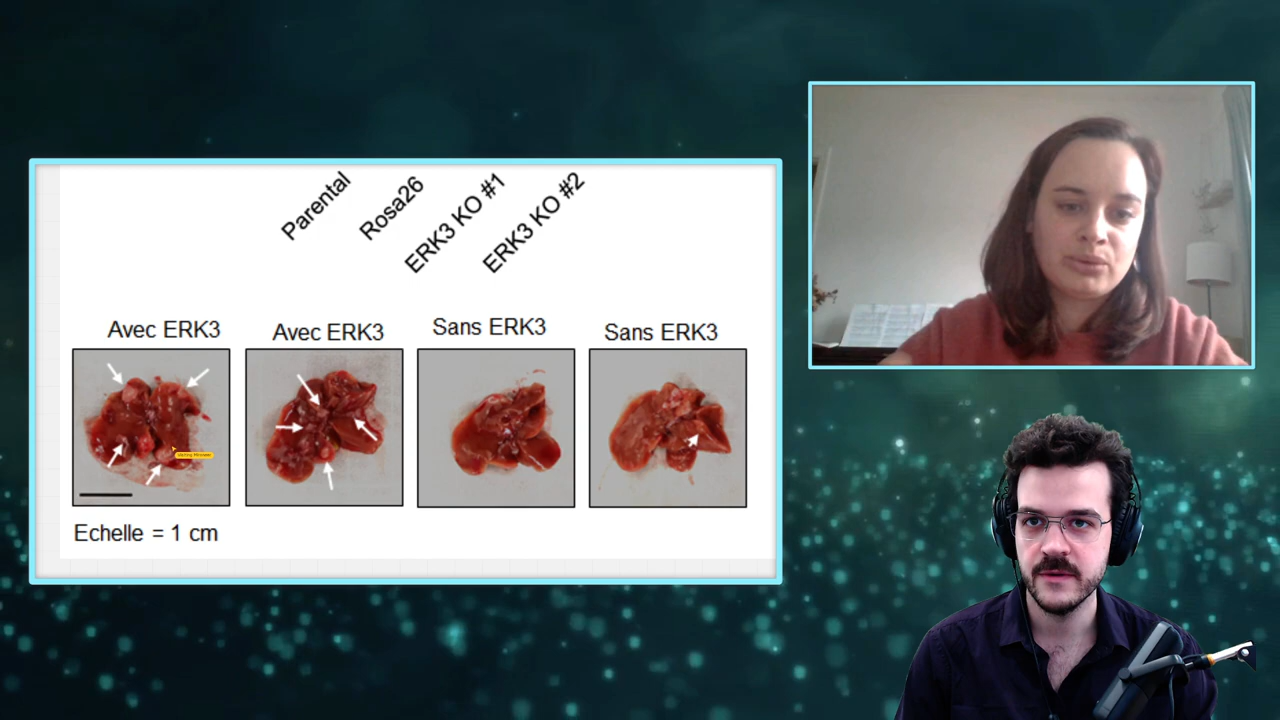 Parental
Rosa26
ERK3 KO #1
ERK3 KO #2
Avec ERK3
Avec ERK3
Sans ERK3
Sans ERK3
Echelle = 1 cm